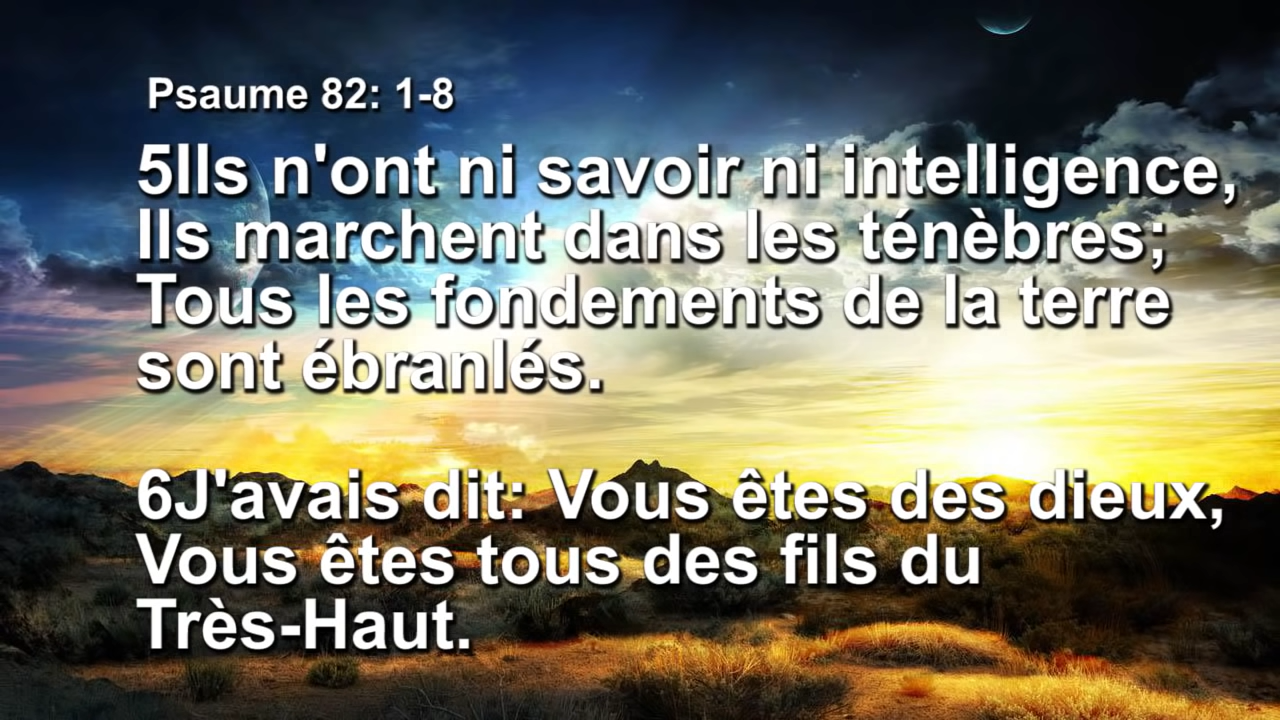 Psaume 82: 1-8
5Ils n'ont ni savoir ni intelligence,
Ils marchent dans les ténèbres;
Tous les fondements de la terre
sont ébranlés.
6J'avais dit: Vous êtes des dieux,
Vous êtes tous des fils du
Très-Haut.